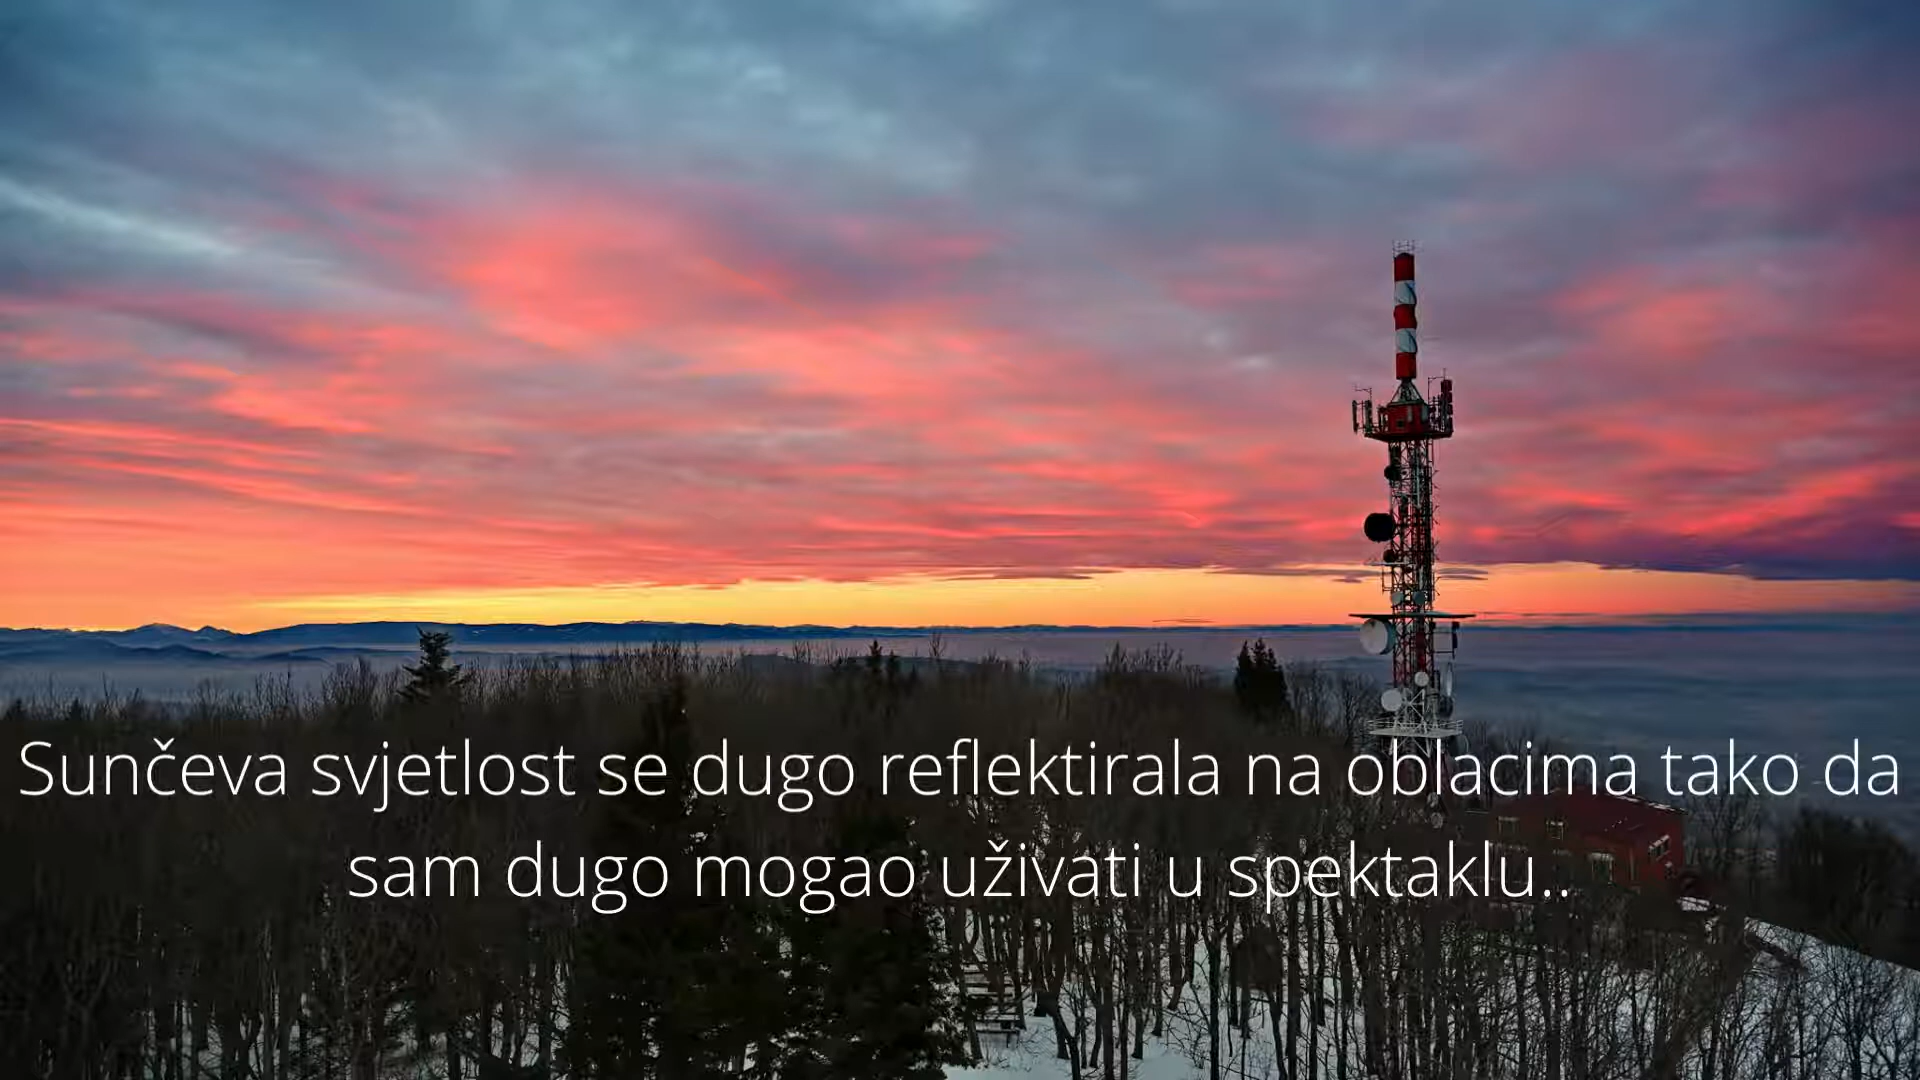 Sunčeva svjetlost se dugo reflektirala na oblacima tako da
sam dugo mogao uživati u spektaklu..